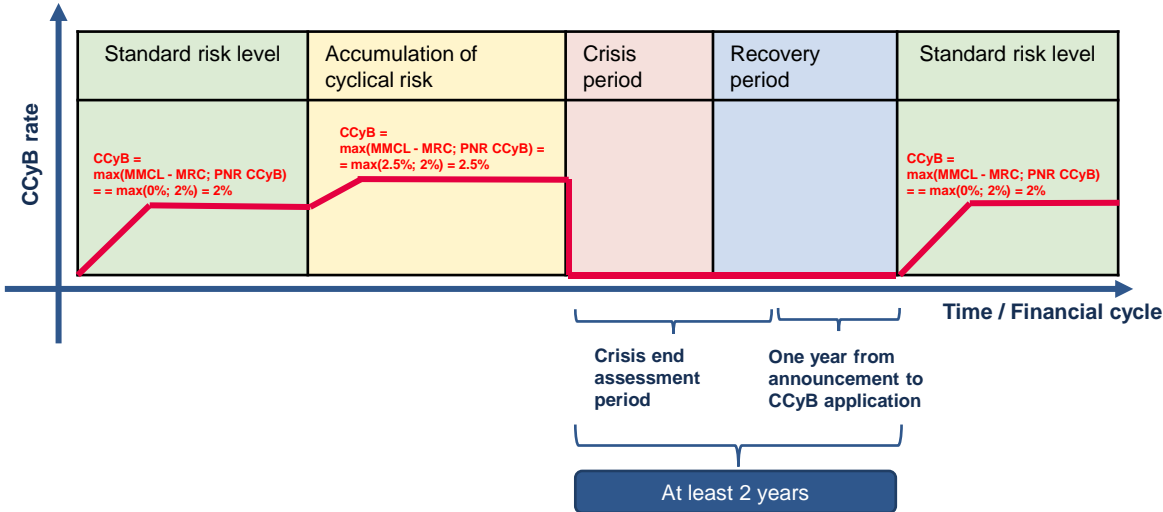 Standard risk level
Accumulation of
cyclical risk
Crisis
period
Recovery
period
Standard risk level
CCyB rate
CCyB =
max(MMCL - MRC; PNR CCyB)
= = max(0%; 2%) = 2%
CCyB =
max(MMCL - MRC; PNR CCyB) =
= max(2.5%; 2%) = 2.5%
CCyB =
max(MMCL - MRC; PNR CCyB)
= = max(0%; 2%) = 2%
Time / Financial cycle
Crisis end
assessment
period
One year from
announcement to
CCyB application
At least 2 years